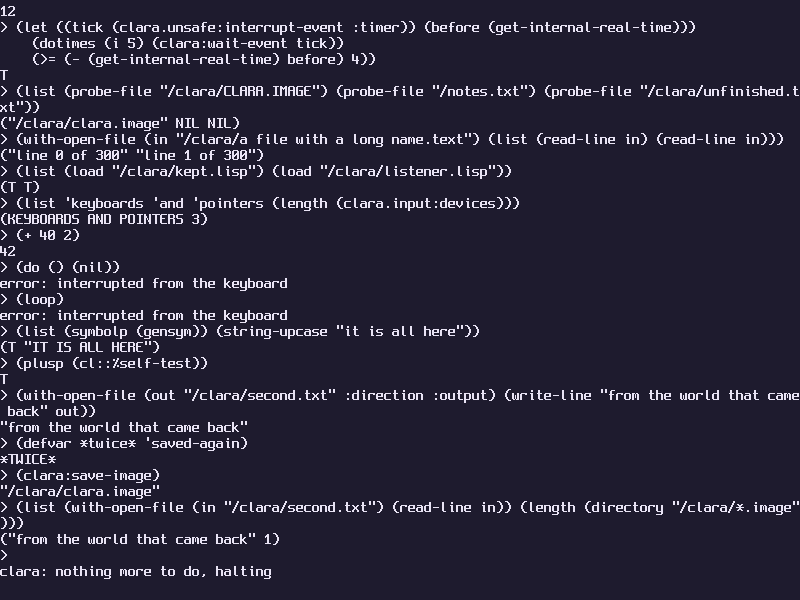 12
> (let ((tick (clara.unsafe:interrupt-event :timer)) (before (get-internal-real-time)))
    (dotimes (i 5) (clara:wait-event tick))
    (>= (- (get-internal-real-time) before) 4))
T
> (list (probe-file "/clara/CLARA.IMAGE") (probe-file "/notes.txt") (probe-file "/clara/unfinished.t
xt"))
("/clara/clara.image" NIL NIL)
> (with-open-file (in "/clara/a file with a long name.text") (list (read-line in) (read-line in)))
("line 0 of 300" "line 1 of 300")
> (list (load "/clara/kept.lisp") (load "/clara/listener.lisp"))
(T T)
> (list 'keyboards 'and 'pointers (length (clara.input:devices)))
(KEYBOARDS AND POINTERS 3)
> (+ 40 2)
42
> (do () (nil))
error: interrupted from the keyboard
> (loop)
error: interrupted from the keyboard
> (list (symbolp (gensym)) (string-upcase "it is all here"))
(T "IT IS ALL HERE")
> (plusp (cl::%self-test))
T
> (with-open-file (out "/clara/second.txt" :direction :output) (write-line "from the world that came
 back" out))
"from the world that came back"
> (defvar *twice* 'saved-again)
*TWICE*
> (clara:save-image)
"/clara/clara.image"
> (list (with-open-file (in "/clara/second.txt") (read-line in)) (length (directory "/clara/*.image"
)))
("from the world that came back" 1)
>
clara: nothing more to do, halting